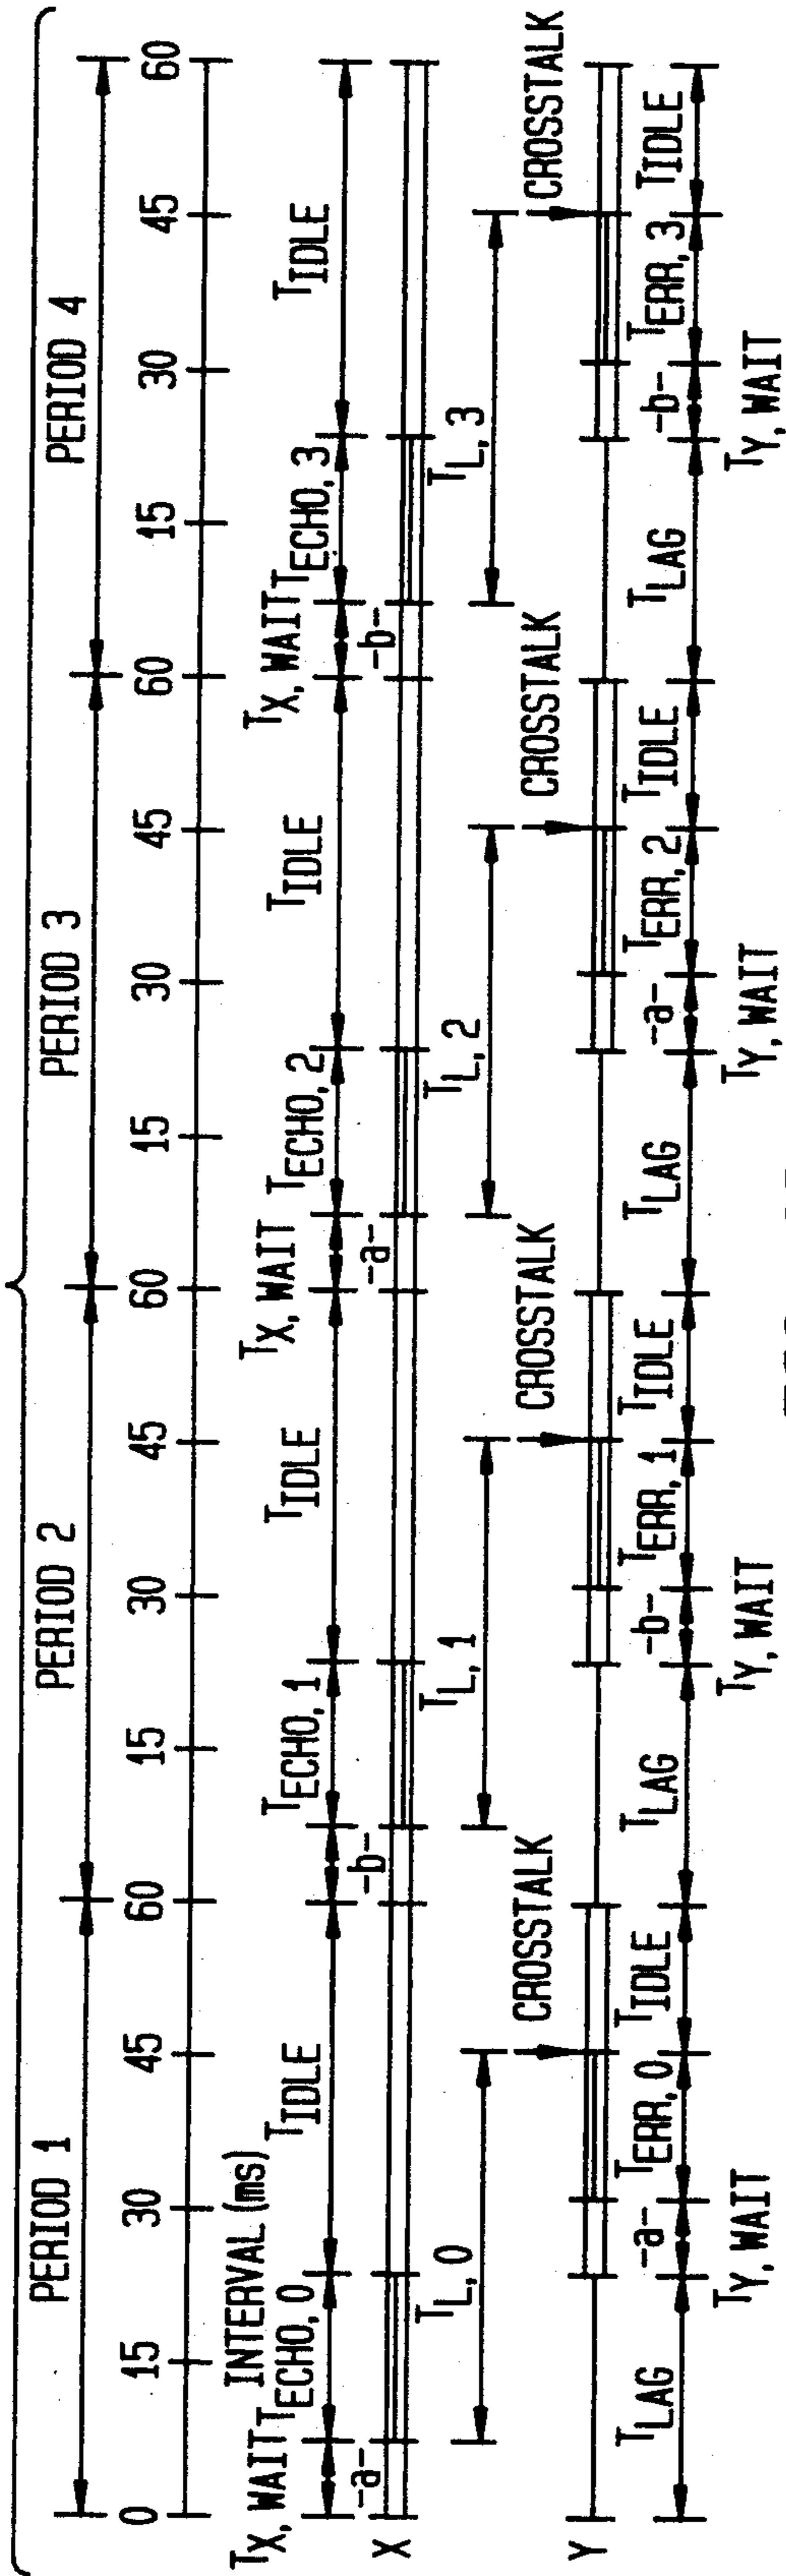 PERIOD 1 PERIOD 2 PERIOD 3 PERIOD 4
0 15 30 45 60 15 30 45 60 15 30 45 60 15 30 45 60
INTERVAL (ms)
TX, WAIT TECHO, 0 TIDLE TECHO, 1 TIDLE TX, WAIT TECHO, 2 TIDLE TX, WAIT TECHO, 3 TIDLE
-a- -b- -a- -b-
X
TL, 0 TL, 1 TL, 2 TL, 3
CROSSTALK CROSSTALK CROSSTALK CROSSTALK
Y
TLAG -a- TERR, 0 TIDLE TLAG -b- TERR, 1 TIDLE TLAG -a- TERR, 2 TIDLE TLAG -b- TERR, 3 TIDLE
TY, WAIT TY, WAIT TY, WAIT TY, WAIT